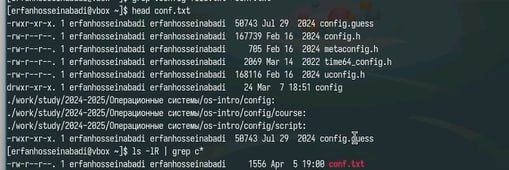 [erfanhosseinabadi@vbox ~]$ head conf.txt
-rwxr-xr-x. 1 erfanhosseinabadi erfanhosseinabadi 50743 Jul 29 2024 config.guess
-rw-r--r--. 1 erfanhosseinabadi erfanhosseinabadi 167739 Feb 16 2024 config.h
-rw-r--r--. 1 erfanhosseinabadi erfanhosseinabadi 705 Feb 16 2024 metaconfig.h
-rw-r--r--. 1 erfanhosseinabadi erfanhosseinabadi 2069 Mar 14 2022 time64_config.h
-rw-r--r--. 1 erfanhosseinabadi erfanhosseinabadi 168116 Feb 16 2024 uconfig.h
drwxr-xr-x. 1 erfanhosseinabadi erfanhosseinabadi 24 Mar 7 18:51 config
./work/study/2024-2025/Операционные системы/os-intro/config:
./work/study/2024-2025/Операционные системы/os-intro/config/course:
./work/study/2024-2025/Операционные системы/os-intro/config/script:
-rwxr-xr-x. 1 erfanhosseinabadi erfanhosseinabadi 50743 Jul 29 2024 config.guess
[erfanhosseinabadi@vbox ~]$ ls -lR | grep c*
-rw-r--r--. 1 erfanhosseinabadi erfanhosseinabadi 1556 Apr 5 19:00 conf.txt